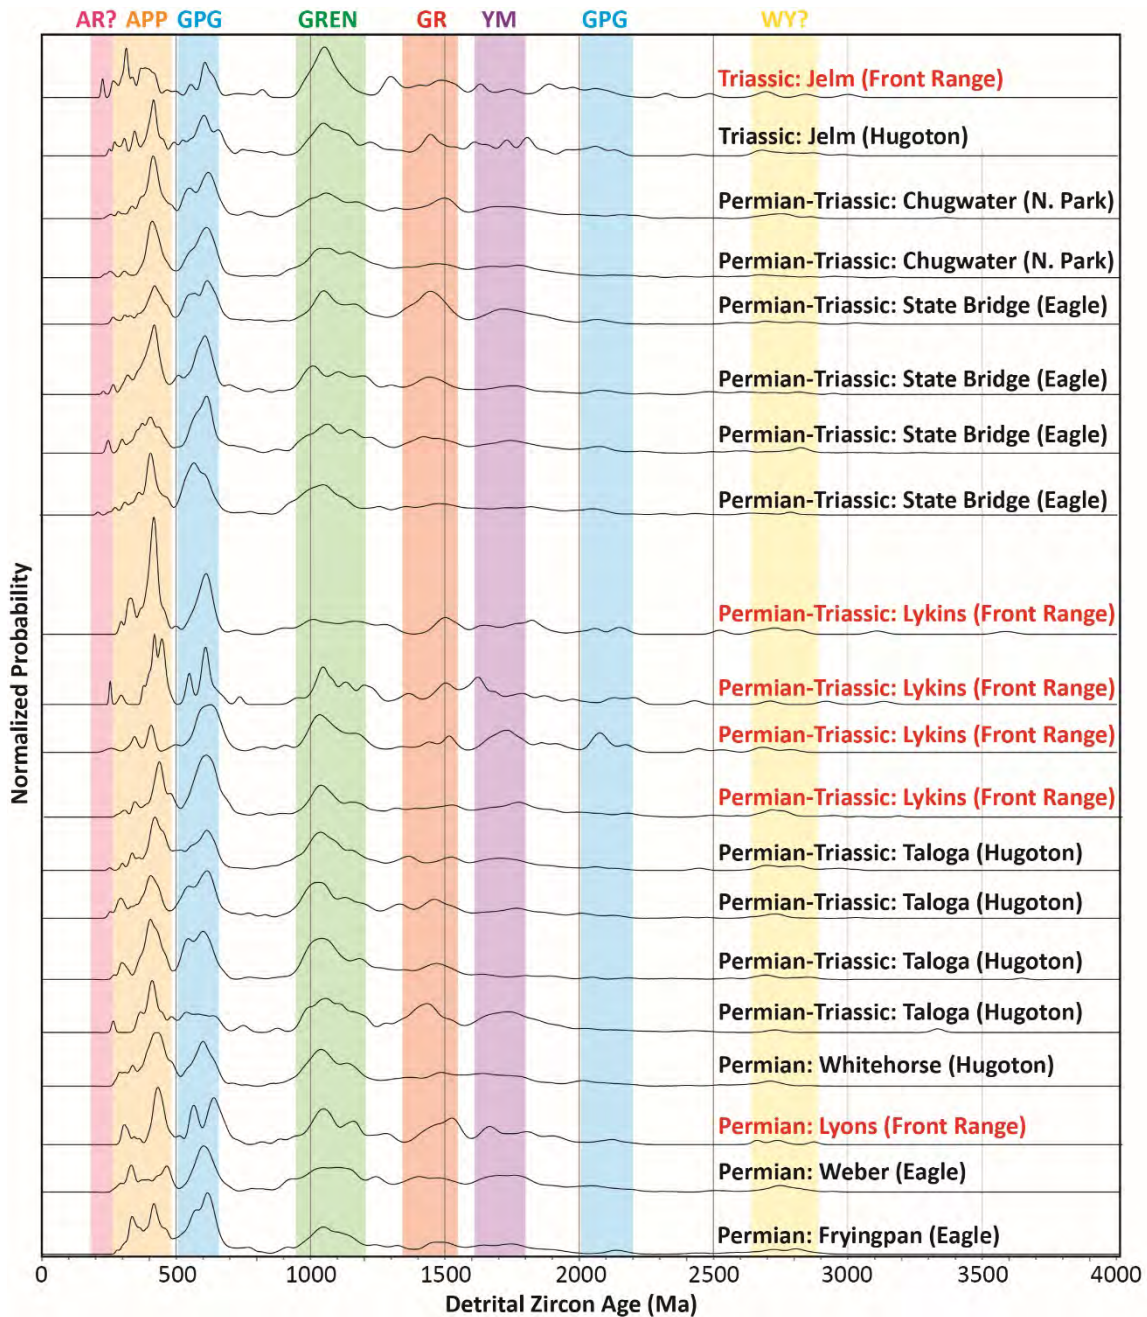 AR? APP GPG GREN GR YM GPG WY?
Triassic: Jelm (Front Range)
Triassic: Jelm (Hugoton)
Permian-Triassic: Chugwater (N. Park)
Permian-Triassic: Chugwater (N. Park)
Permian-Triassic: State Bridge (Eagle)
Permian-Triassic: State Bridge (Eagle)
Permian-Triassic: State Bridge (Eagle)
Permian-Triassic: State Bridge (Eagle)
Permian-Triassic: Lykins (Front Range)
Permian-Triassic: Lykins (Front Range)
Permian-Triassic: Lykins (Front Range)
Permian-Triassic: Lykins (Front Range)
Permian-Triassic: Taloga (Hugoton)
Permian-Triassic: Taloga (Hugoton)
Permian-Triassic: Taloga (Hugoton)
Permian-Triassic: Taloga (Hugoton)
Permian: Whitehorse (Hugoton)
Permian: Lyons (Front Range)
Permian: Weber (Eagle)
Permian: Fryingpan (Eagle)
Normalized Probability
0 500 1000 1500 2000 2500 3000 3500 4000
Detrital Zircon Age (Ma)